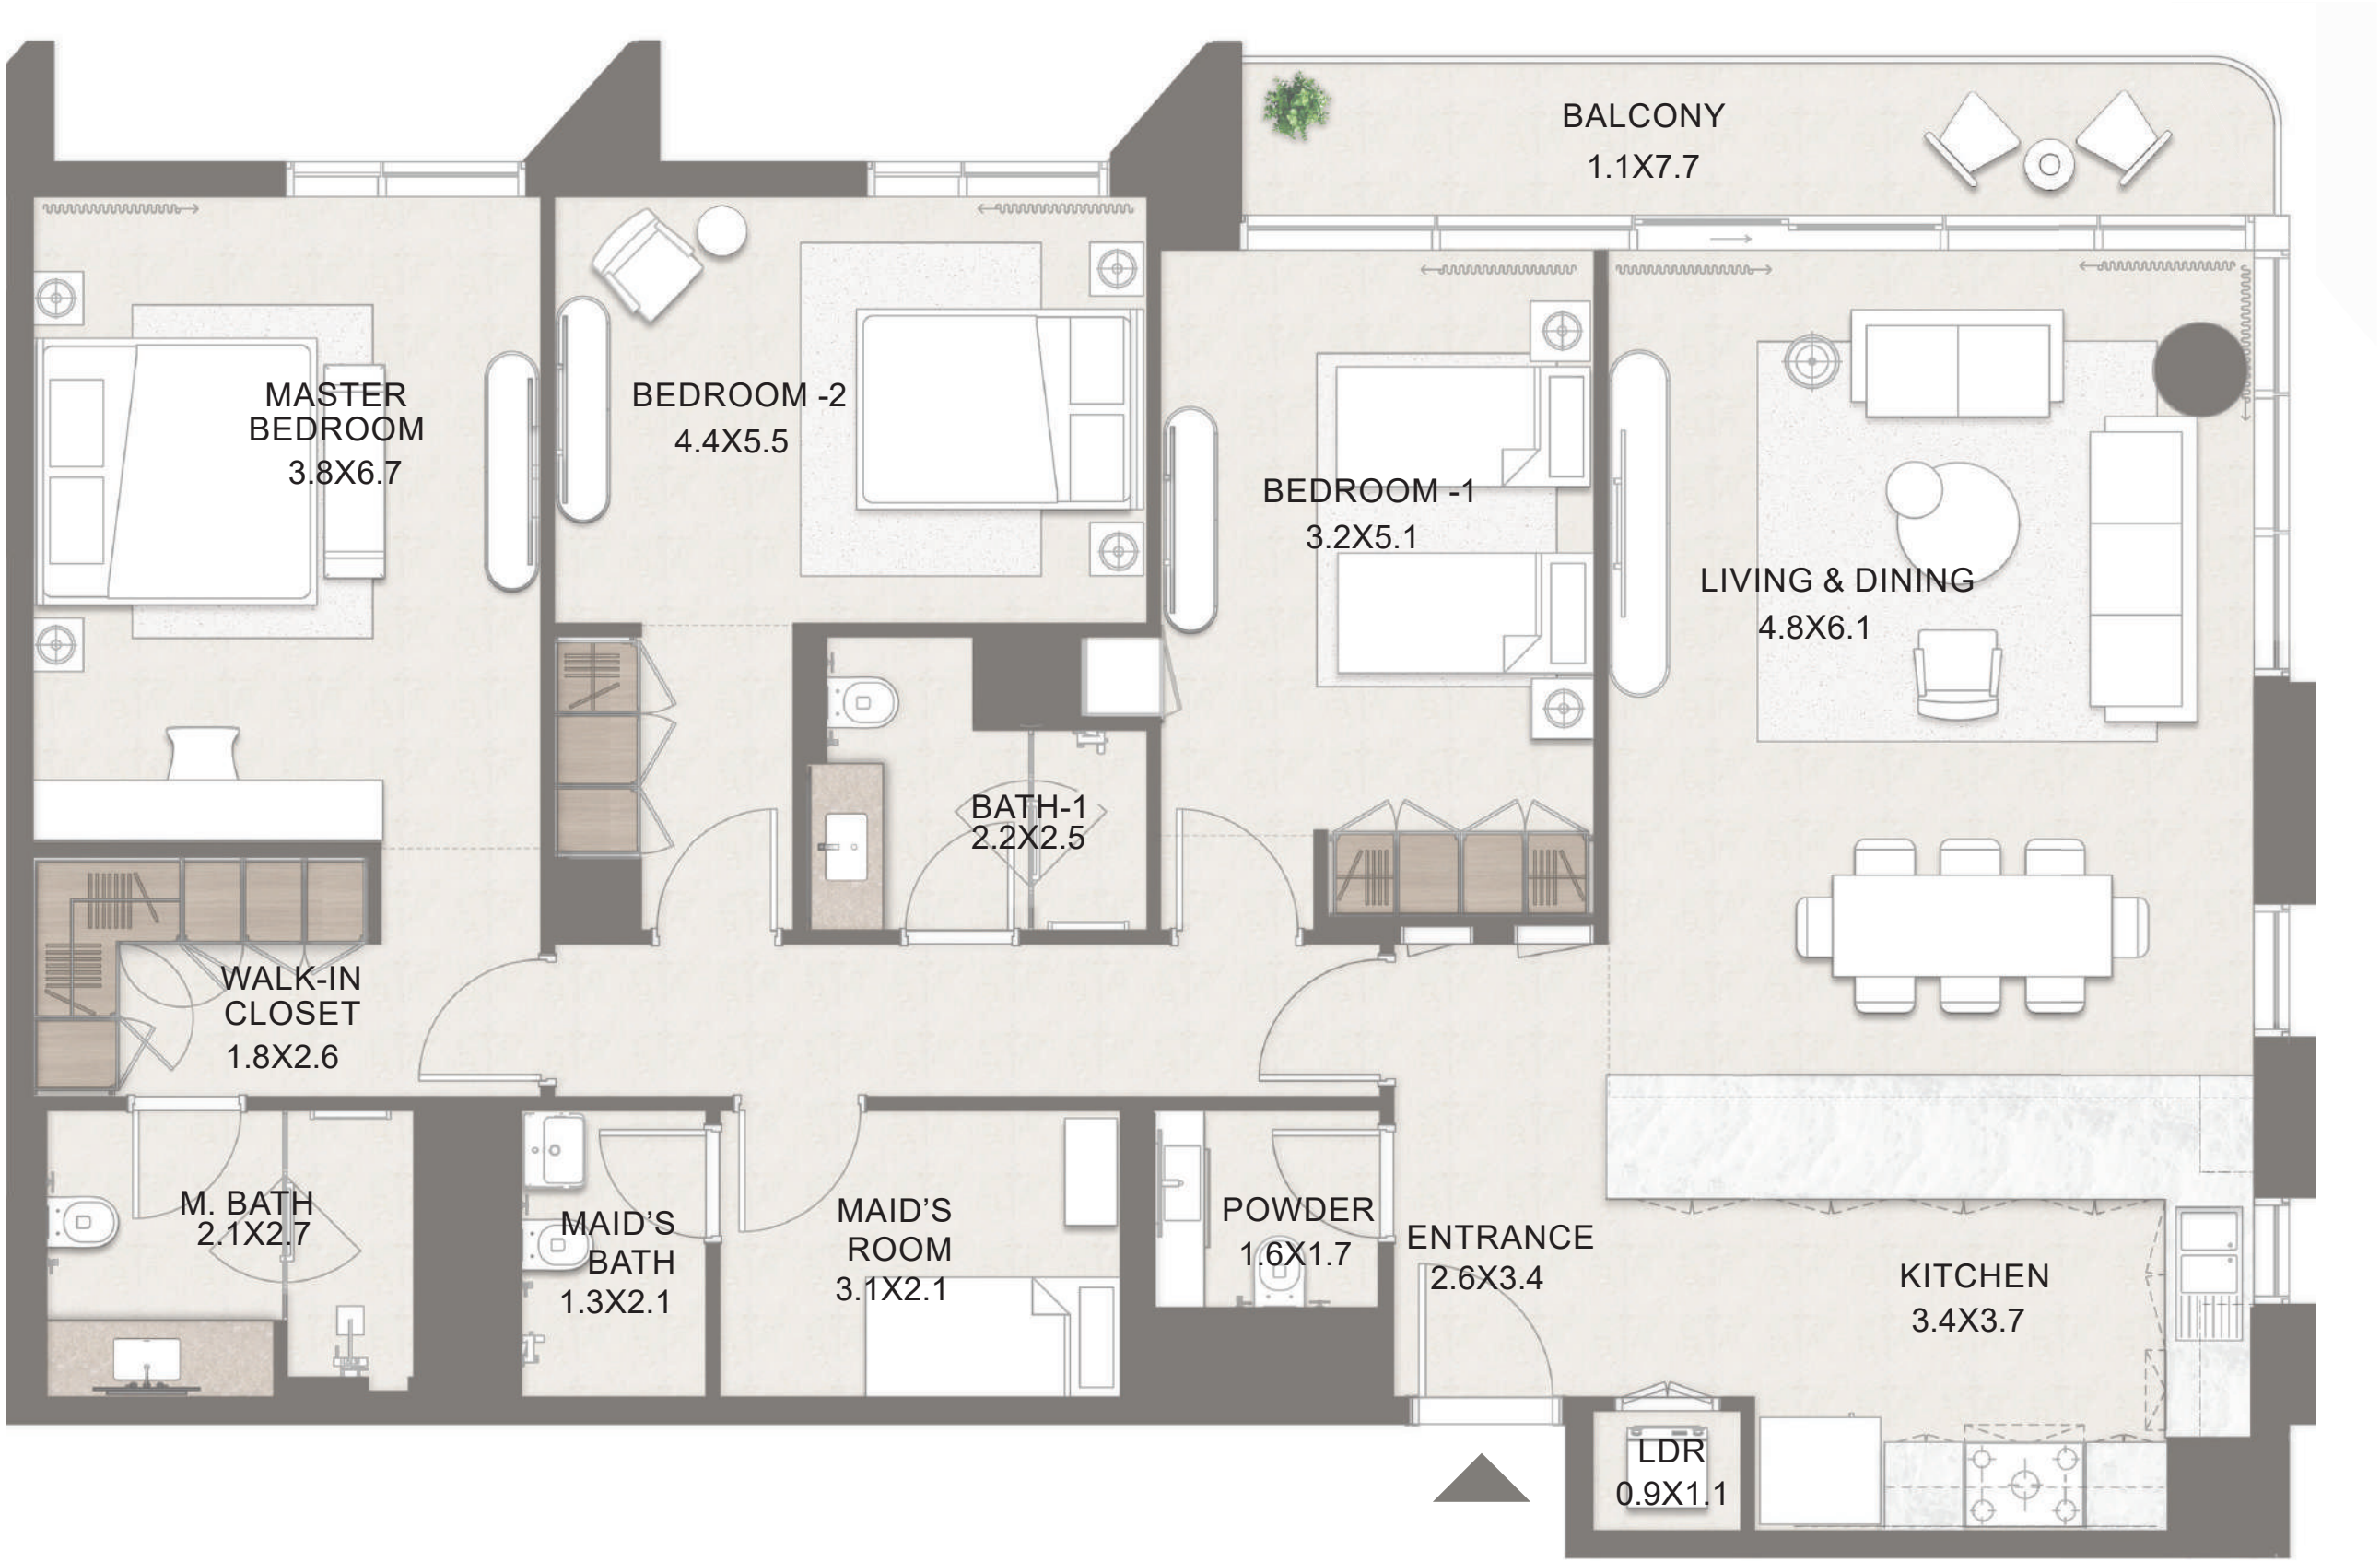 BALCONY
1.1X7.7
MASTER
BEDROOM
3.8X6.7
BEDROOM -2
4.4X5.5
BEDROOM -1
3.2X5.1
LIVING & DINING
4.8X6.1
BATH-1
2.2X2.5
WALK-IN
CLOSET
1.8X2.6
M. BATH
2.1X2.7
MAID’S
BATH
1.3X2.1
MAID’S
ROOM
3.1X2.1
POWDER
1.6X1.7
ENTRANCE
2.6X3.4
KITCHEN
3.4X3.7
LDR
0.9X1.1